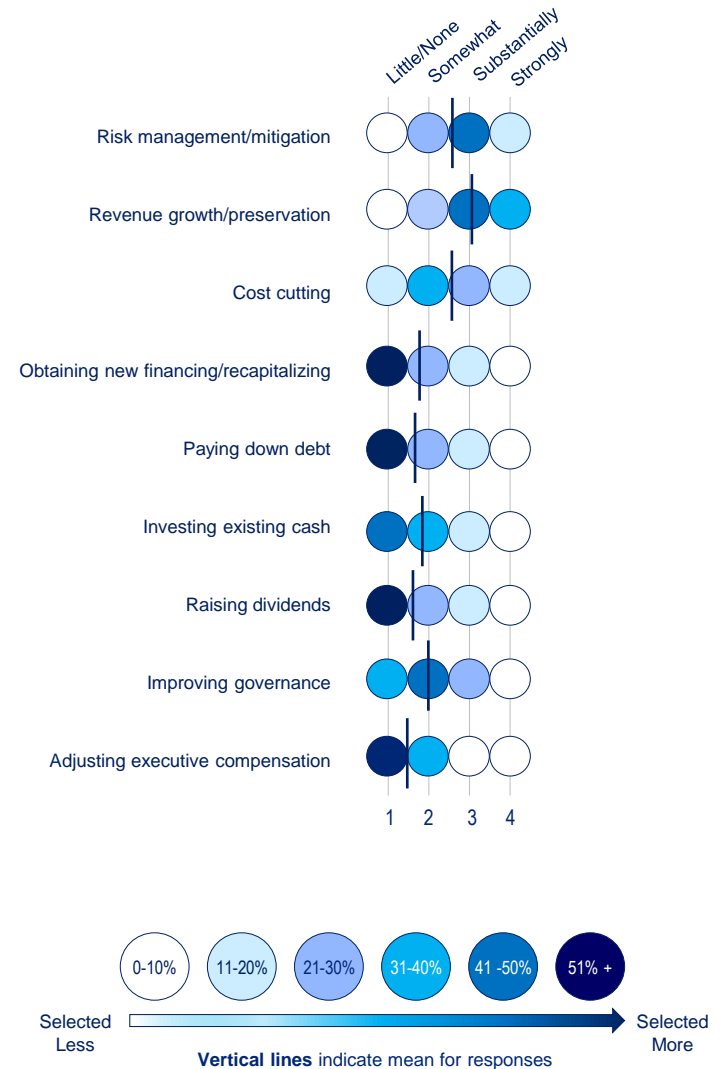 Little/None
Somewhat
Substantially
Strongly
Risk management/mitigation
Revenue growth/preservation
Cost cutting
Obtaining new financing/recapitalizing
Paying down debt
Investing existing cash
Raising dividends
Improving governance
Adjusting executive compensation
1 2 3 4
0-10% 11-20% 21-30% 31-40% 41 -50% 51% +
Selected
Less
Selected
More
Vertical lines indicate mean for responses